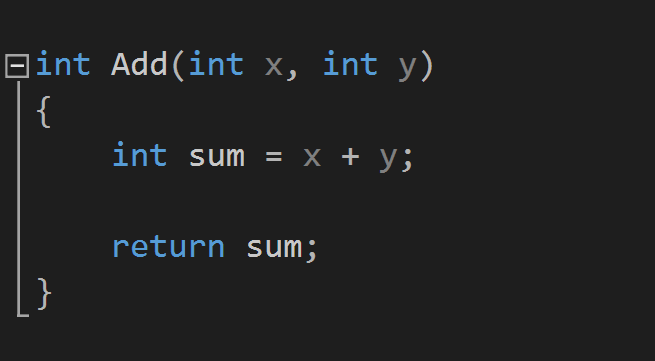 int Add(int x, int y)
{
    int sum = x + y;

    return sum;
}